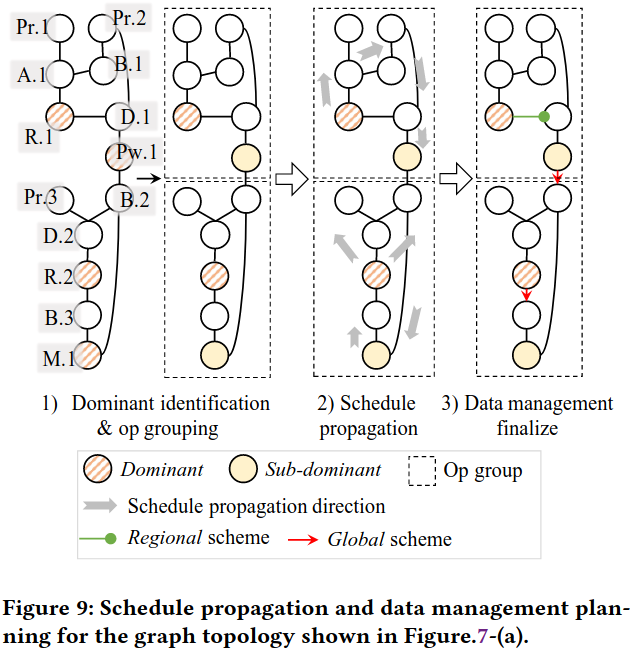 Pr.1
Pr.2
A.1
B.1
R.1
D.1
Pw.1
Pr.3
B.2
D.2
R.2
B.3
M.1
1) Dominant identification & op grouping
2) Schedule propagation
3) Data management finalize
Dominant
Sub-dominant
Op group
Schedule propagation direction
Regional scheme
Global scheme
Figure 9: Schedule propagation and data management plan-
ning for the graph topology shown in Figure.7-(a).